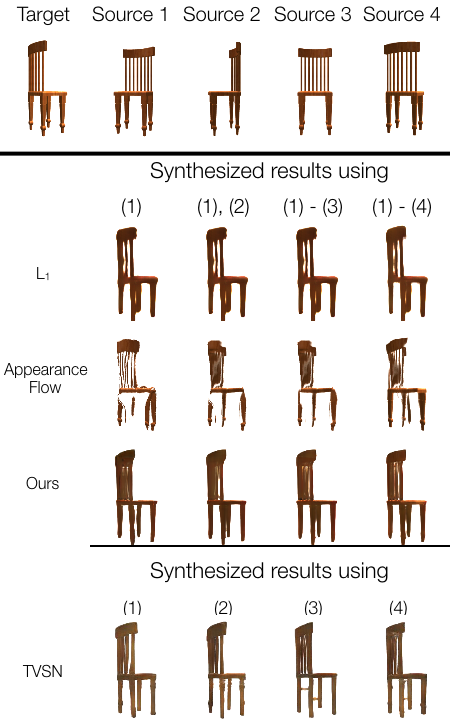 Target Source 1 Source 2 Source 3 Source 4
Synthesized results using
(1) (1), (2) (1) - (3) (1) - (4)
L₁
Appearance
Flow
Ours
Synthesized results using
(1) (2) (3) (4)
TVSN